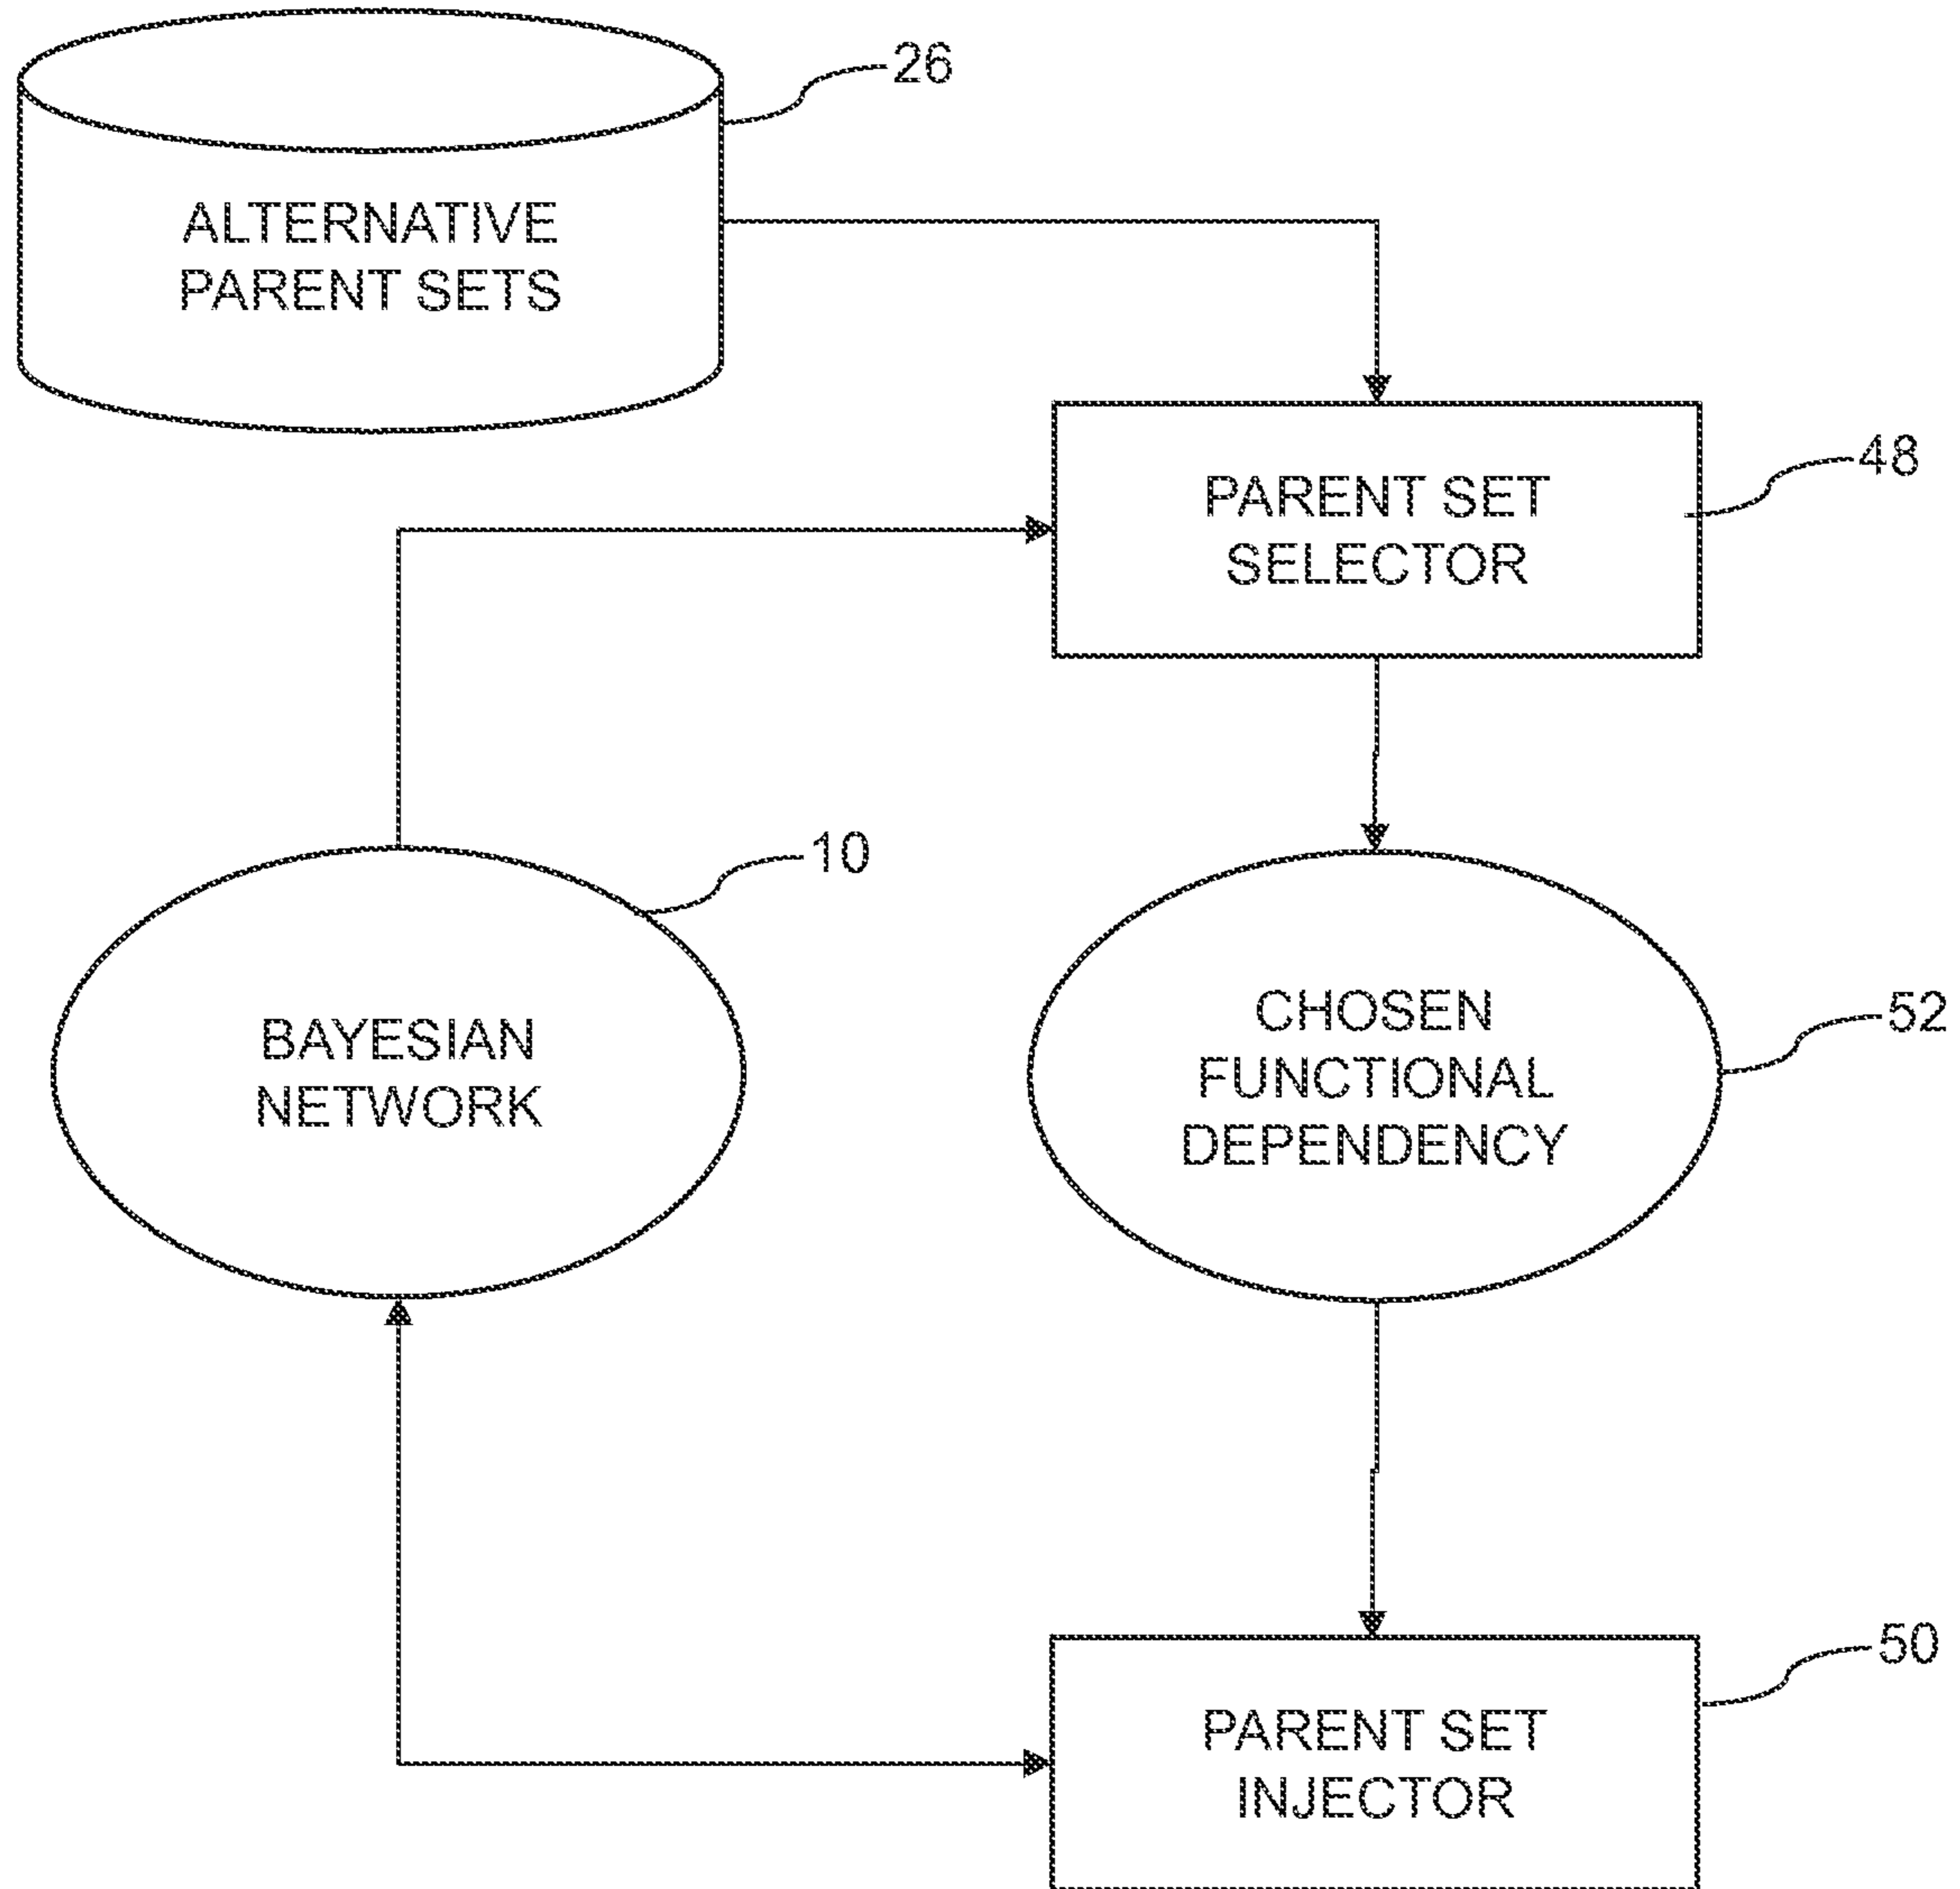 26
ALTERNATIVE
PARENT SETS
48
PARENT SET
SELECTOR
10
BAYESIAN
NETWORK
CHOSEN
FUNCTIONAL
DEPENDENCY
52
50
PARENT SET
INJECTOR